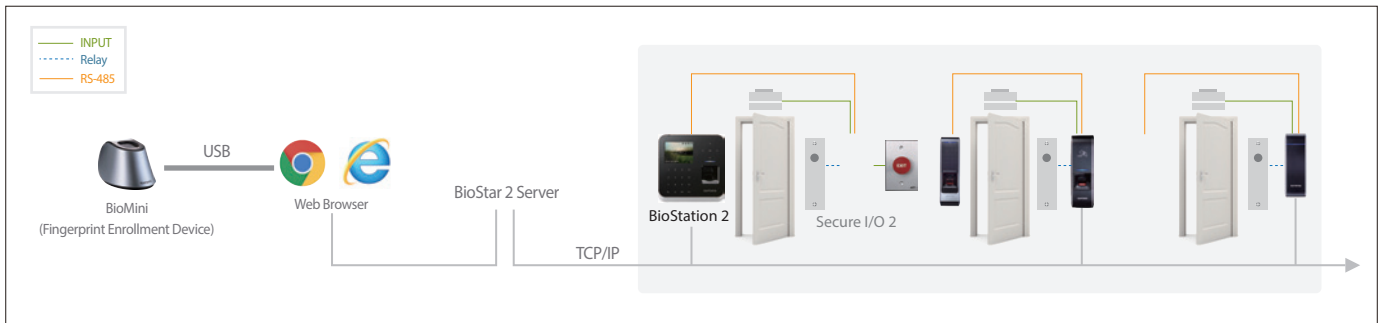 INPUT
Relay
RS-485
USB
BioMini
(Fingerprint Enrollment Device)
Web Browser
BioStar 2 Server
TCP/IP
BioStation 2
Secure I/O 2
EXIT